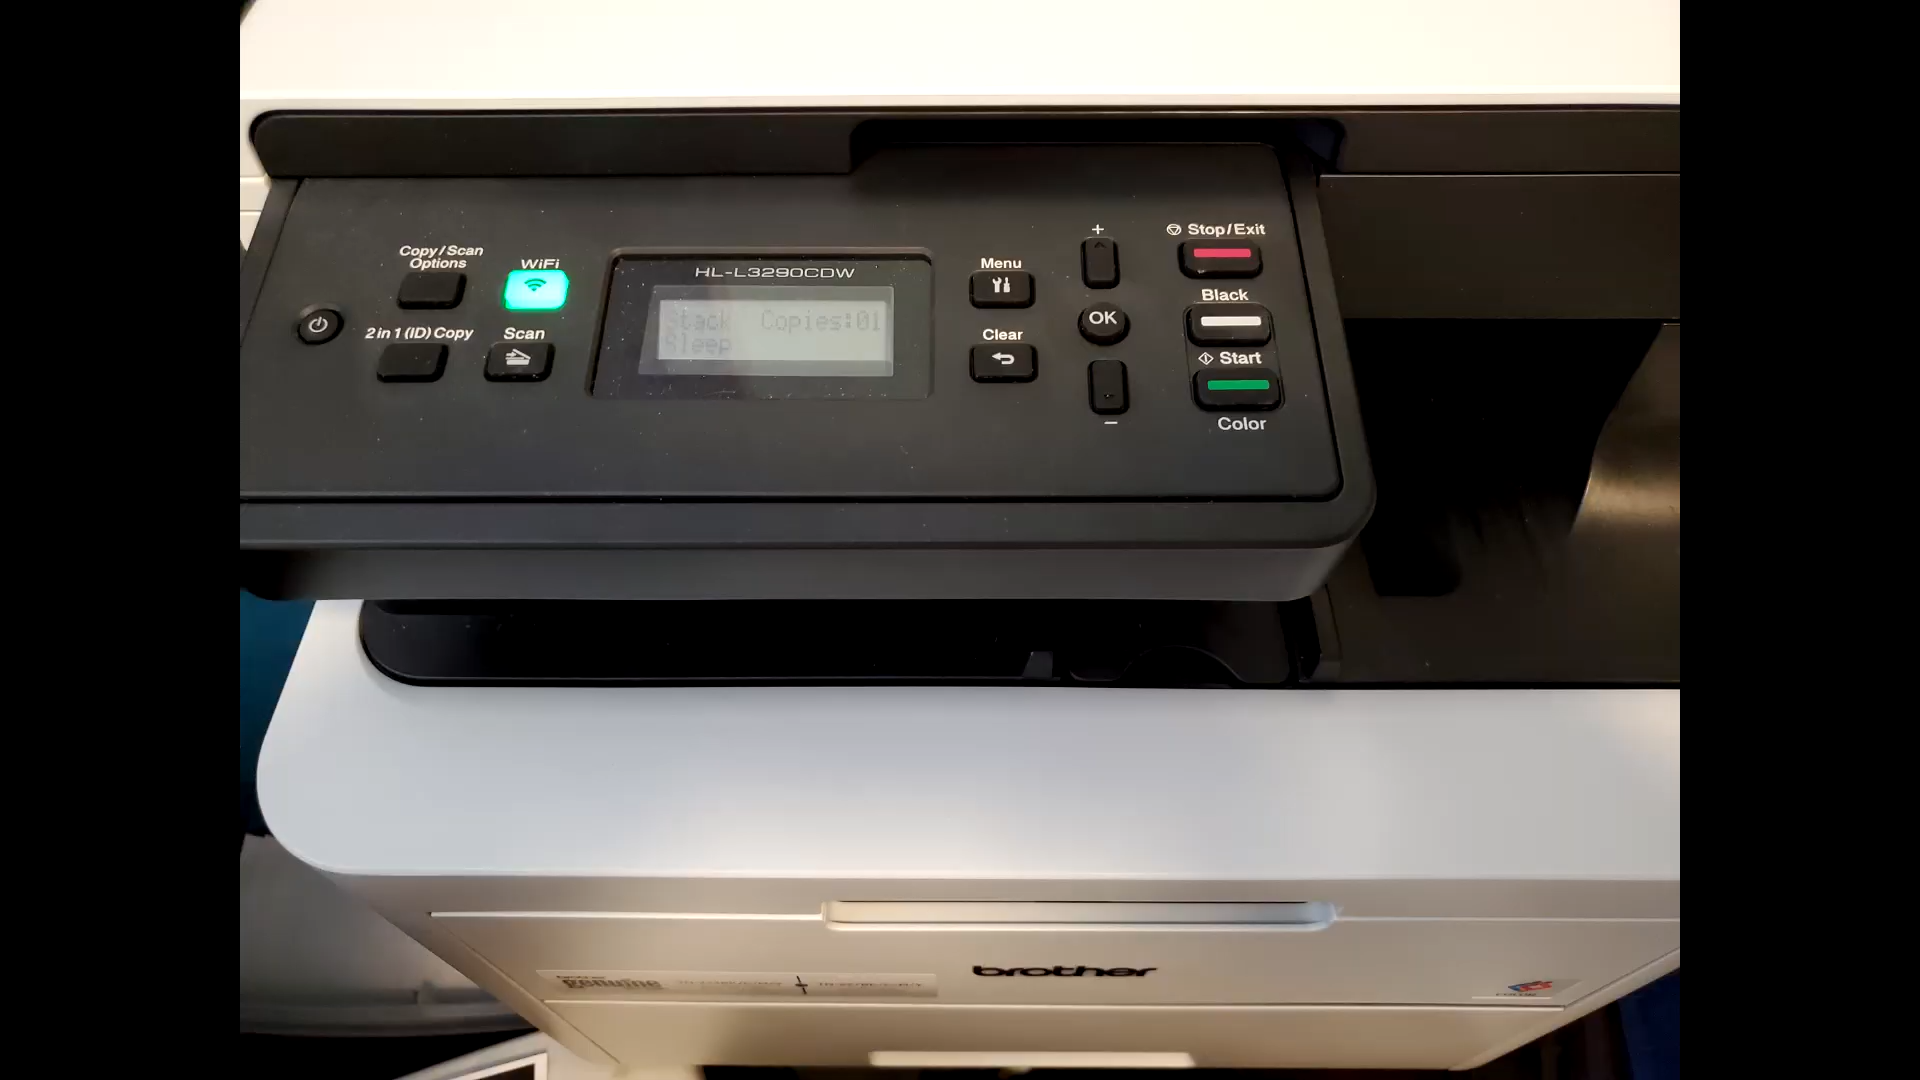 Copy/Scan
Options
WiFi
2 in 1 (ID) Copy
Scan
HL-L3290CDW
Stack Copies:01
Sleep
Menu
Clear
+
OK
–
Stop/Exit
Black
Start
Color
brother
genuine